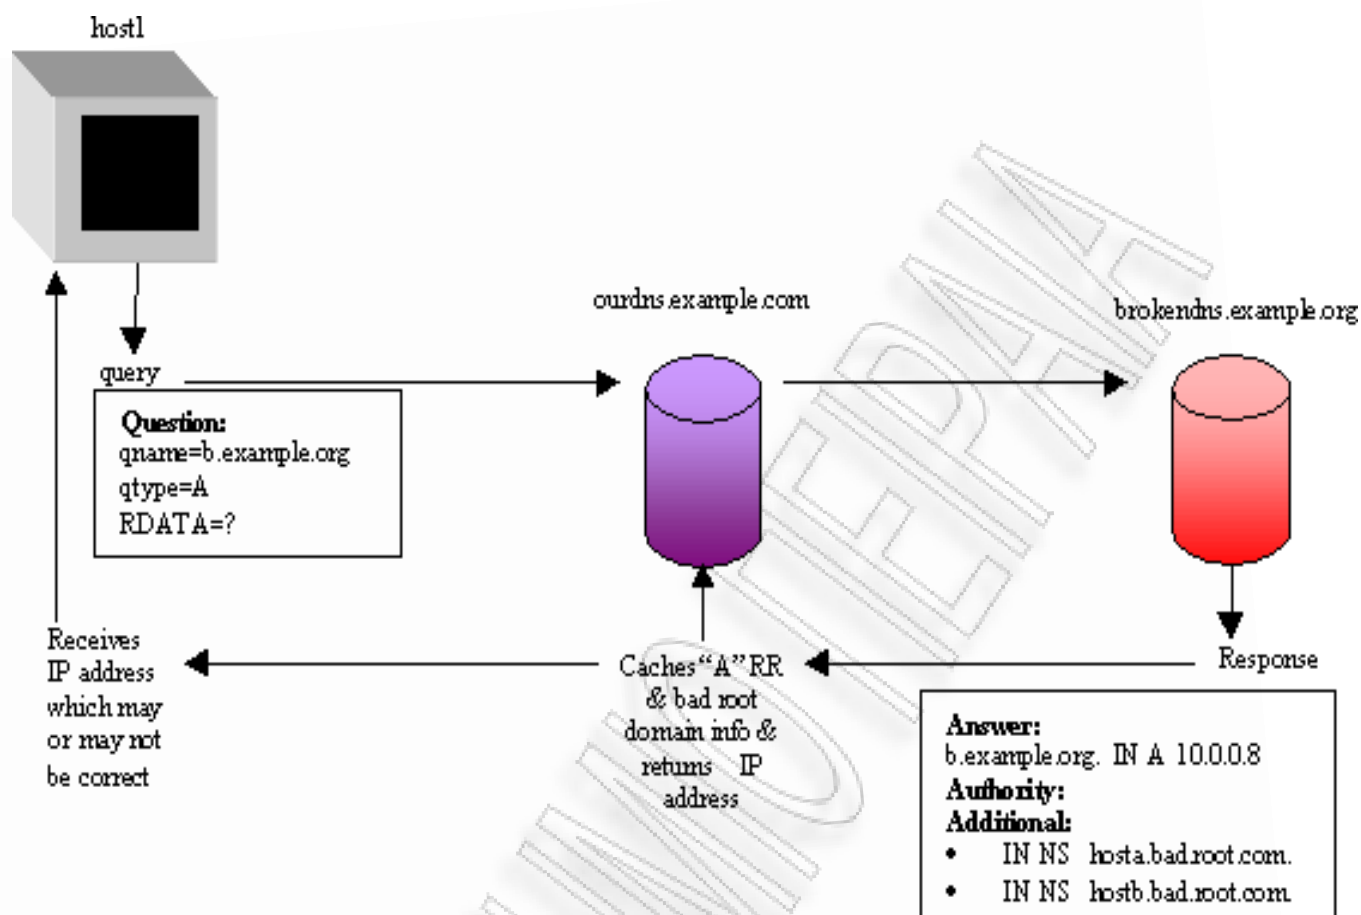 host1
ourdns.example.com
brokendns.example.org
query
Question:
qname=b.example.org
qtype=A
RDATA=?
Receives
IP address
which may
or may not
be correct
Caches "A" RR
& bad root
domain info &
returns IP
address
Response
Answer:
b.example.org. IN A 10.0.0.8
Authority:
Additional:
• IN NS hosta.bad.root.com.
• IN NS hostb.bad.root.com.